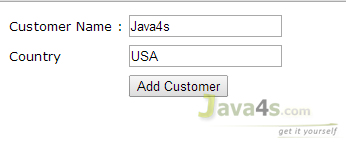 Customer Name : Java4s
Country USA
Add Customer
Java4s.com
get it yourself